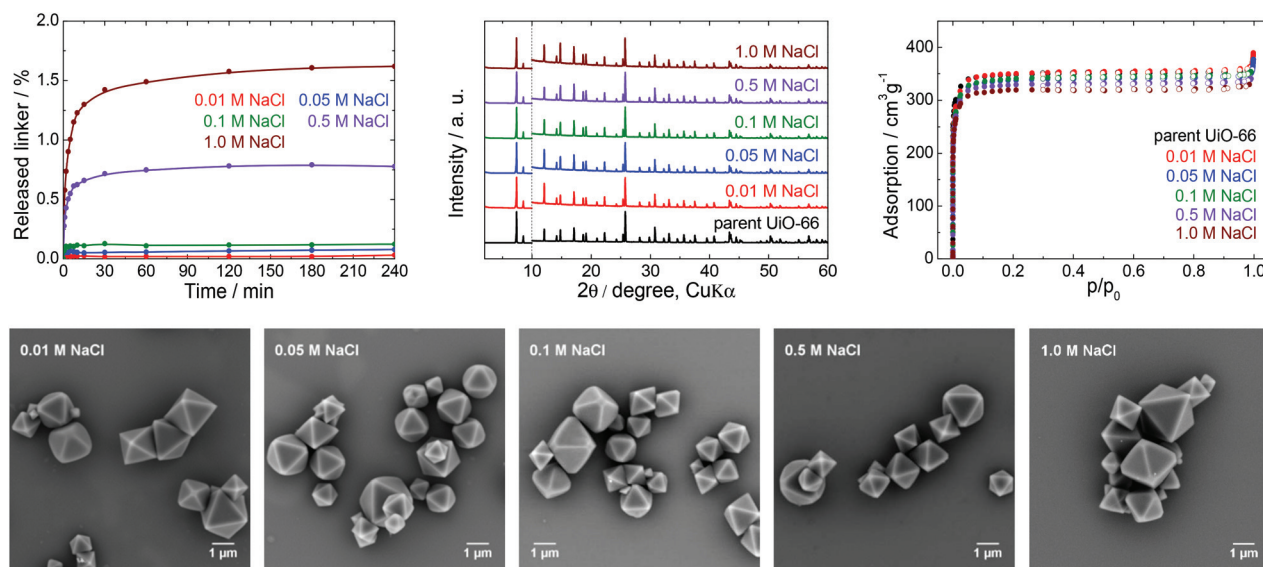 2.0
1.5
1.0
0.5
0.0
Released linker / %
0.01 M NaCl 0.05 M NaCl
0.1 M NaCl 0.5 M NaCl
1.0 M NaCl
0 30 60 90 120 150 180 210 240
Time / min
Intensity / a. u.
1.0 M NaCl
0.5 M NaCl
0.1 M NaCl
0.05 M NaCl
0.01 M NaCl
parent UiO-66
10 20 30 40 50 60
2θ / degree, CuKα
400
350
300
250
200
150
100
50
0
Adsorption / cm³g⁻¹
parent UiO-66
0.01 M NaCl
0.05 M NaCl
0.1 M NaCl
0.5 M NaCl
1.0 M NaCl
0.0 0.2 0.4 0.6 0.8 1.0
p/p₀
0.01 M NaCl
1 µm
0.05 M NaCl
1 µm
0.1 M NaCl
1 µm
0.5 M NaCl
1 µm
1.0 M NaCl
1 µm